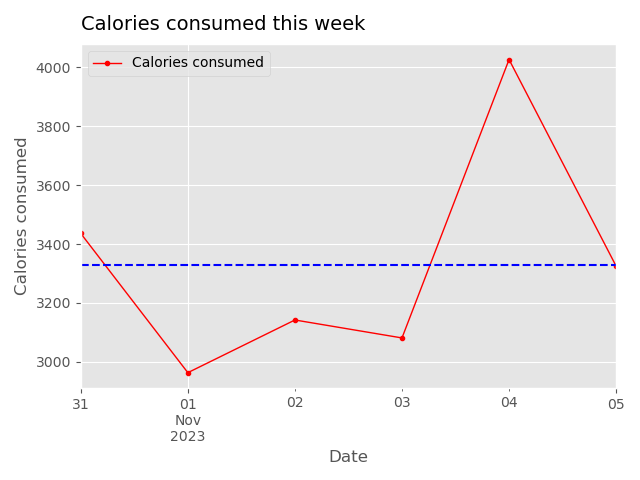 Calories consumed this week
Calories consumed
4000
3800
3600
3400
3200
3000
Calories consumed
31
01
Nov
2023
02
03
04
05
Date